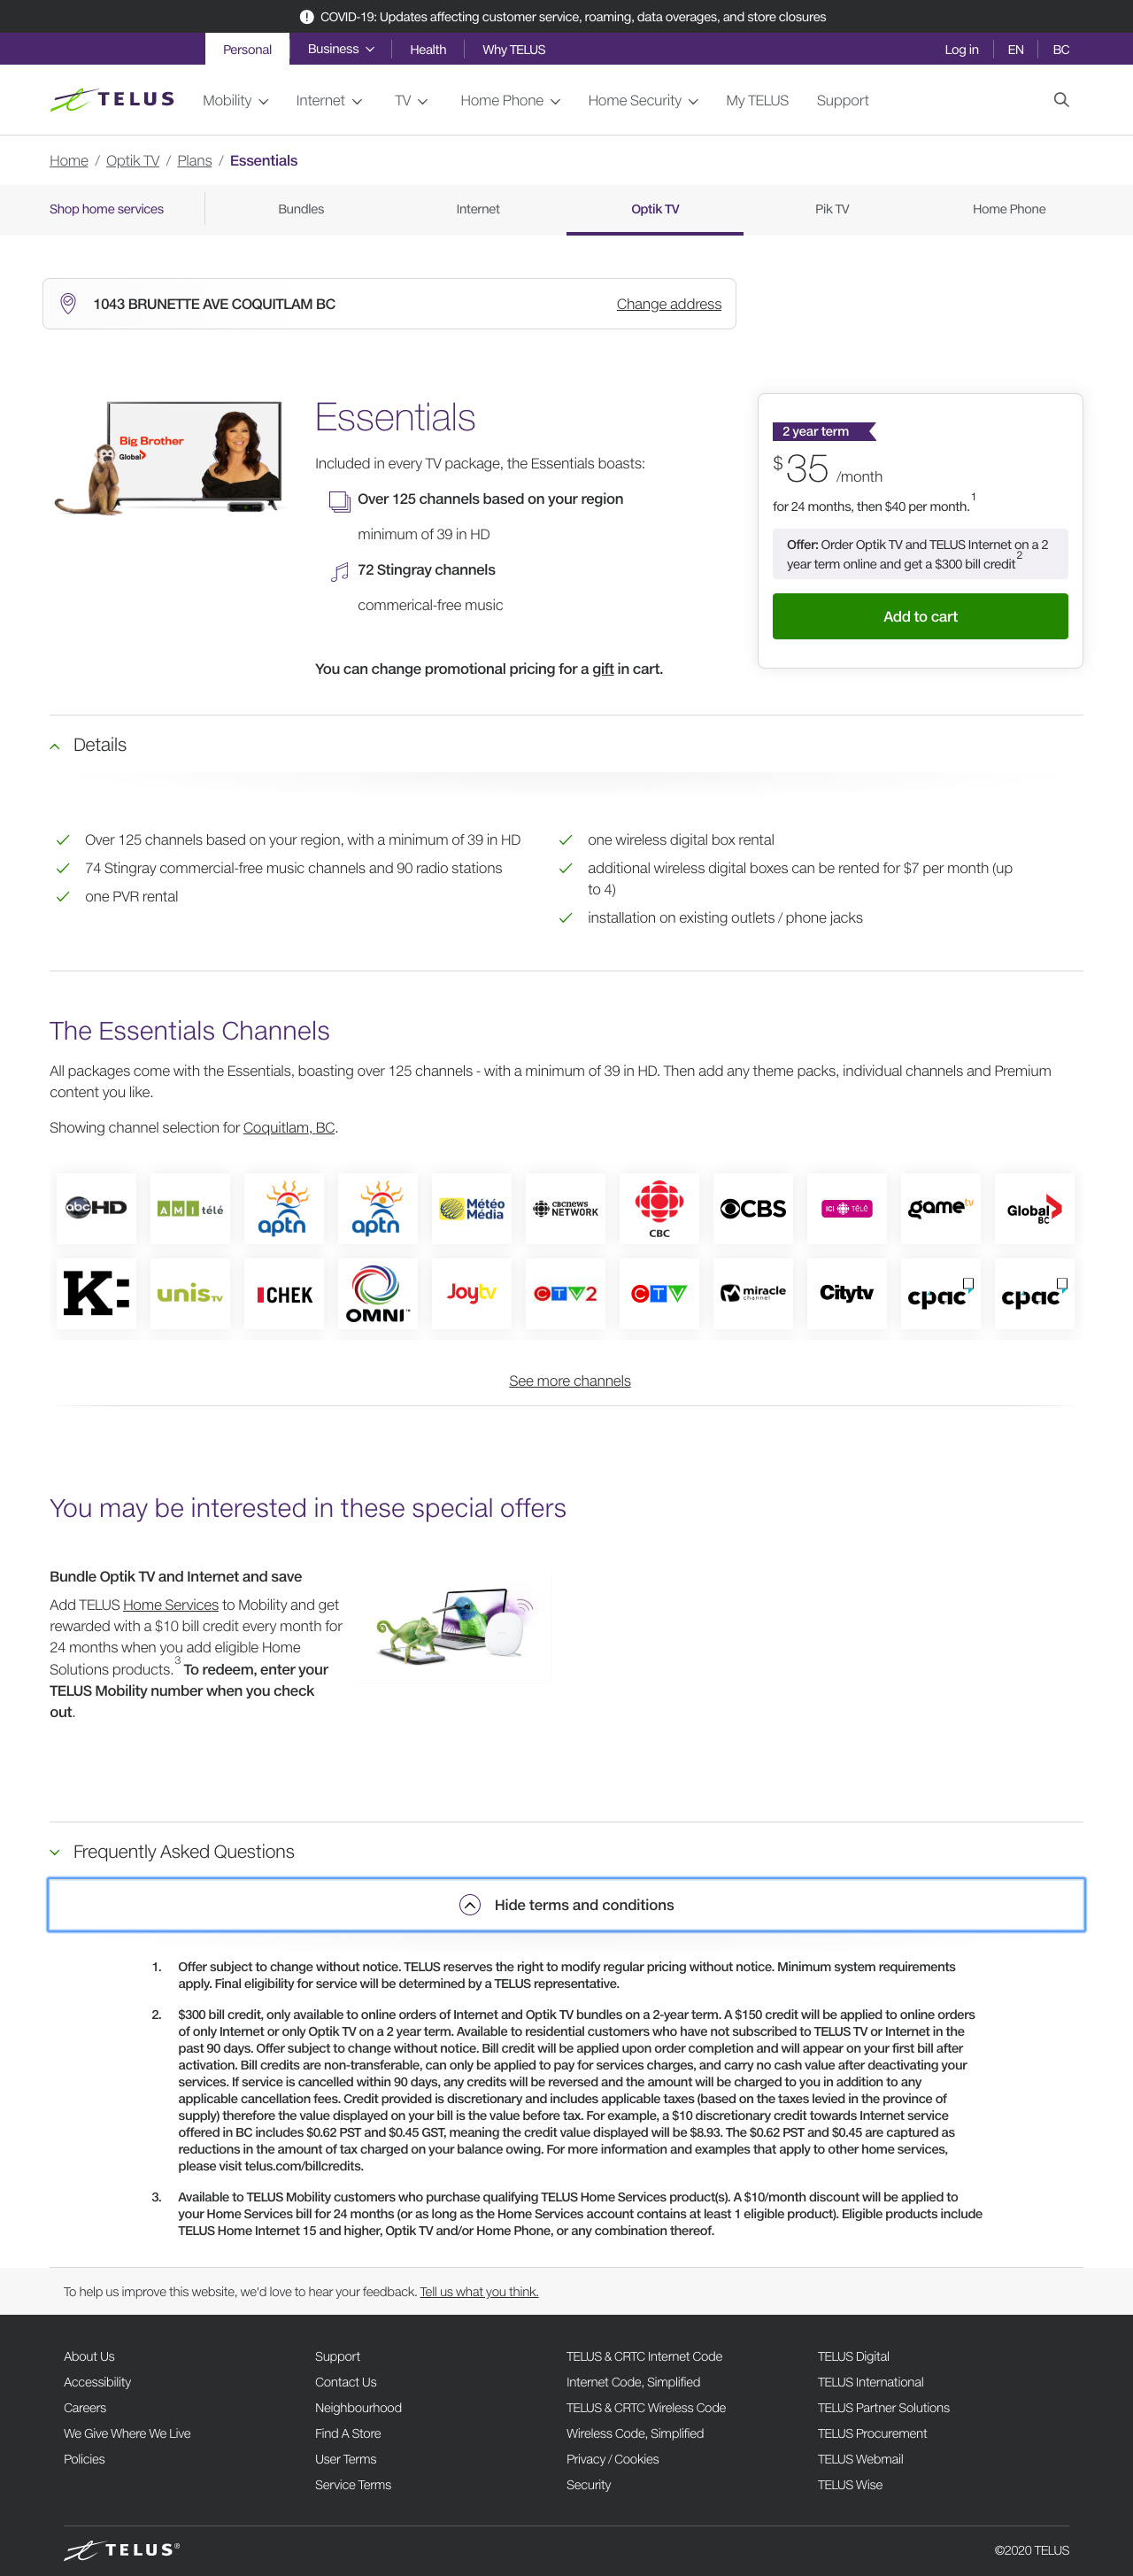 COVID-19: Updates affecting customer service, roaming, data overages, and store closures
Personal
Business
Health
Why TELUS
Log in
EN
BC
TELUS
Mobility
Internet
TV
Home Phone
Home Security
My TELUS
Support
Home / Optik TV / Plans / Essentials
Shop home services
Bundles
Internet
Optik TV
Pik TV
Home Phone
1043 BRUNETTE AVE COQUITLAM BC
Change address
Big Brother
Global
Essentials
Included in every TV package, the Essentials boasts:
Over 125 channels based on your region
minimum of 39 in HD
72 Stingray channels
commerical-free music
You can change promotional pricing for a gift in cart.
2 year term
$35 /month
for 24 months, then $40 per month.1
Offer: Order Optik TV and TELUS Internet on a 2
year term online and get a $300 bill credit2
Add to cart
Details
Over 125 channels based on your region, with a minimum of 39 in HD
74 Stingray commercial-free music channels and 90 radio stations
one PVR rental
one wireless digital box rental
additional wireless digital boxes can be rented for $7 per month (up
to 4)
installation on existing outlets / phone jacks
The Essentials Channels
All packages come with the Essentials, boasting over 125 channels - with a minimum of 39 in HD. Then add any theme packs, individual channels and Premium
content you like.
Showing channel selection for Coquitlam, BC.
abc HD
AMI télé
aptn
aptn
Météo Média
CBC NEWS NETWORK
CBC
CBS
ICI TÉLÉ
gametv
Global BC
K:
unis TV
CHEK
OMNI™
Joytv
CTV2
CTV
miracle channel
Citytv
cpac
cpac
See more channels
You may be interested in these special offers
Bundle Optik TV and Internet and save
Add TELUS Home Services to Mobility and get
rewarded with a $10 bill credit every month for
24 months when you add eligible Home
Solutions products.3 To redeem, enter your
TELUS Mobility number when you check
out.
Frequently Asked Questions
Hide terms and conditions
1. Offer subject to change without notice. TELUS reserves the right to modify regular pricing without notice. Minimum system requirements
apply. Final eligibility for service will be determined by a TELUS representative.
2. $300 bill credit, only available to online orders of Internet and Optik TV bundles on a 2-year term. A $150 credit will be applied to online orders
of only Internet or only Optik TV on a 2 year term. Available to residential customers who have not subscribed to TELUS TV or Internet in the
past 90 days. Offer subject to change without notice. Bill credit will be applied upon order completion and will appear on your first bill after
activation. Bill credits are non-transferable, can only be applied to pay for services charges, and carry no cash value after deactivating your
services. If service is cancelled within 90 days, any credits will be reversed and the amount will be charged to you in addition to any
applicable cancellation fees. Credit provided is discretionary and includes applicable taxes (based on the taxes levied in the province of
supply) therefore the value displayed on your bill is the value before tax. For example, a $10 discretionary credit towards Internet service
offered in BC includes $0.62 PST and $0.45 GST, meaning the credit value displayed will be $8.93. The $0.62 PST and $0.45 are captured as
reductions in the amount of tax charged on your balance owing. For more information and examples that apply to other home services,
please visit telus.com/billcredits.
3. Available to TELUS Mobility customers who purchase qualifying TELUS Home Services product(s). A $10/month discount will be applied to
your Home Services bill for 24 months (or as long as the Home Services account contains at least 1 eligible product). Eligible products include
TELUS Home Internet 15 and higher, Optik TV and/or Home Phone, or any combination thereof.
To help us improve this website, we'd love to hear your feedback. Tell us what you think.
About Us
Accessibility
Careers
We Give Where We Live
Policies
Support
Contact Us
Neighbourhood
Find A Store
User Terms
Service Terms
TELUS & CRTC Internet Code
Internet Code, Simplified
TELUS & CRTC Wireless Code
Wireless Code, Simplified
Privacy / Cookies
Security
TELUS Digital
TELUS International
TELUS Partner Solutions
TELUS Procurement
TELUS Webmail
TELUS Wise
TELUS®
©2020 TELUS